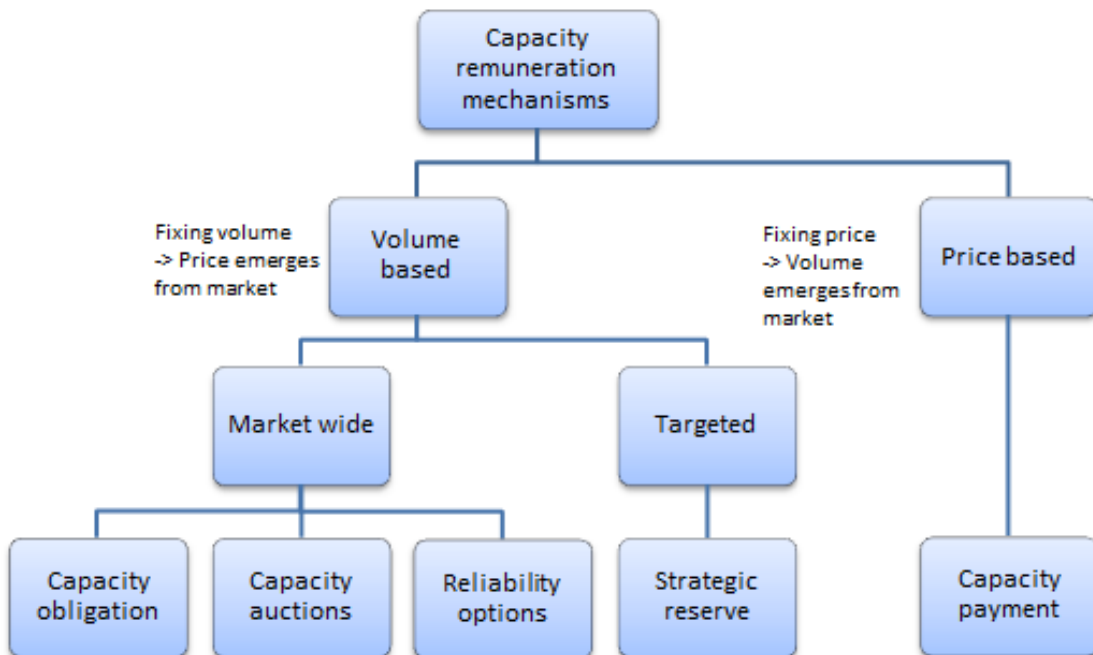 Capacity
remuneration
mechanisms
Fixing volume
-> Price emerges
from market
Volume
based
Fixing price
-> Volume
emerges from
market
Price based
Market wide
Targeted
Capacity
obligation
Capacity
auctions
Reliability
options
Strategic
reserve
Capacity
payment